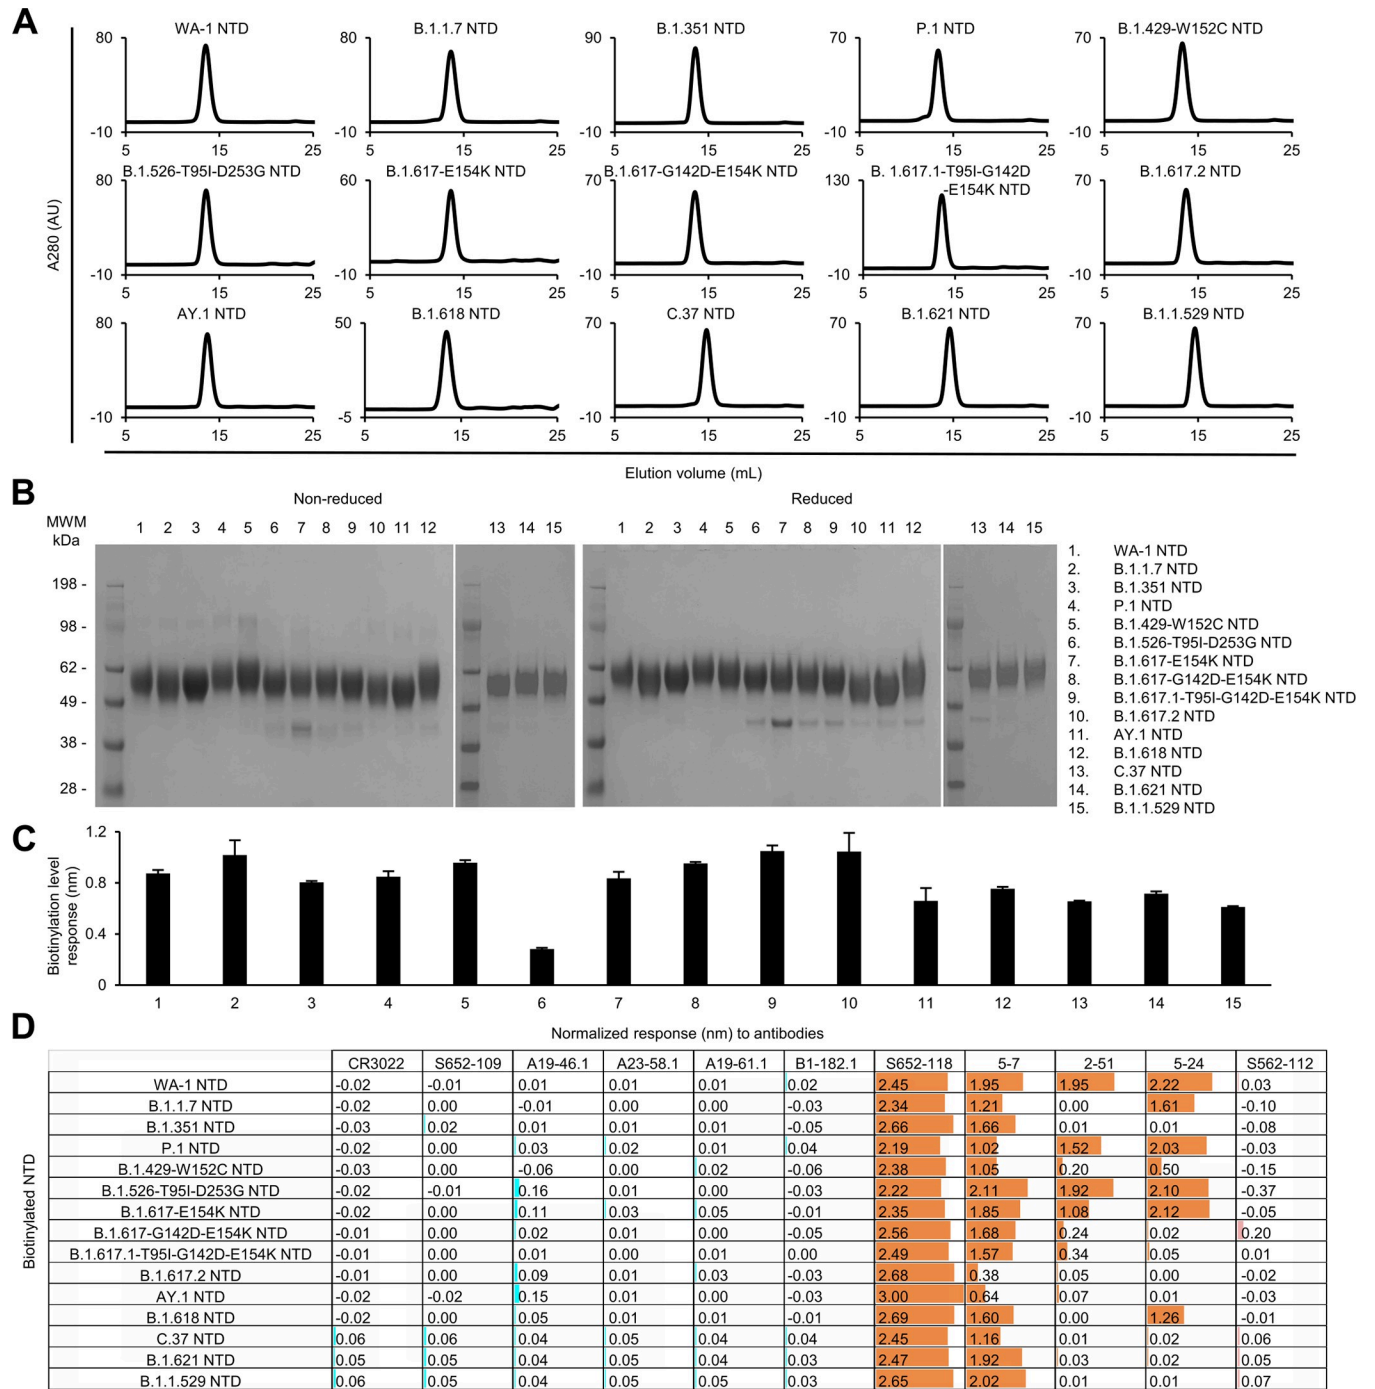 A
WA-1 NTD
B.1.1.7 NTD
B.1.351 NTD
P.1 NTD
B.1.429-W152C NTD
80 80 90 70 70
-10 -10 -10 -10 -10
5 15 25 5 15 25 5 15 25 5 15 25 5 15 25
B.1.526-T95I-D253G NTD
B.1.617-E154K NTD
B.1.617-G142D-E154K NTD
B. 1.617.1-T95I-G142D
-E154K NTD
B.1.617.2 NTD
80 60 70 130 70
A280 (AU)
-10 -10 -10 -10 -10
5 15 25 5 15 25 5 15 25 5 15 25 5 15 25
AY.1 NTD
B.1.618 NTD
C.37 NTD
B.1.621 NTD
B.1.1.529 NTD
80 50 70 70 70
-10 -5 -10 -10 -10
5 15 25 5 15 25 5 15 25 5 15 25 5 15 25
Elution volume (mL)
B
Non-reduced
Reduced
MWM
kDa
1 2 3 4 5 6 7 8 9 10 11 12 13 14 15
1 2 3 4 5 6 7 8 9 10 11 12 13 14 15
198 -
98 -
62 -
49 -
38 -
28 -
1. WA-1 NTD
2. B.1.1.7 NTD
3. B.1.351 NTD
4. P.1 NTD
5. B.1.429-W152C NTD
6. B.1.526-T95I-D253G NTD
7. B.1.617-E154K NTD
8. B.1.617-G142D-E154K NTD
9. B.1.617.1-T95I-G142D-E154K NTD
10. B.1.617.2 NTD
11. AY.1 NTD
12. B.1.618 NTD
13. C.37 NTD
14. B.1.621 NTD
15. B.1.1.529 NTD
C
Biotinylation level
response (nm)
1.2
0.8
0.4
0
1 2 3 4 5 6 7 8 9 10 11 12 13 14 15
D
Normalized response (nm) to antibodies
Biotinylated NTD
CR3022 S652-109 A19-46.1 A23-58.1 A19-61.1 B1-182.1 S652-118 5-7 2-51 5-24 S562-112
WA-1 NTD -0.02 -0.01 0.01 0.01 0.01 0.02 2.45 1.95 1.95 2.22 0.03
B.1.1.7 NTD -0.02 0.00 -0.01 0.00 0.00 -0.03 2.34 1.21 0.00 1.61 -0.10
B.1.351 NTD -0.03 0.02 0.01 0.01 0.01 -0.05 2.66 1.66 0.01 0.01 -0.08
P.1 NTD -0.02 0.00 0.03 0.02 0.01 0.04 2.19 1.02 1.52 2.03 -0.03
B.1.429-W152C NTD -0.03 0.00 -0.06 0.00 0.02 -0.06 2.38 1.05 0.20 0.50 -0.15
B.1.526-T95I-D253G NTD -0.02 -0.01 0.16 0.01 0.00 -0.03 2.22 2.11 1.92 2.10 -0.37
B.1.617-E154K NTD -0.02 0.00 0.11 0.03 0.05 -0.01 2.35 1.85 1.08 2.12 -0.05
B.1.617-G142D-E154K NTD -0.01 0.00 0.02 0.01 0.01 -0.05 2.56 1.68 0.24 0.02 0.20
B.1.617.1-T95I-G142D-E154K NTD -0.01 0.00 0.01 0.00 0.01 0.00 2.49 1.57 0.34 0.05 0.01
B.1.617.2 NTD -0.01 0.00 0.09 0.01 0.03 -0.03 2.68 0.38 0.05 0.00 -0.02
AY.1 NTD -0.02 -0.02 0.15 0.01 0.00 -0.03 3.00 0.64 0.07 0.01 -0.03
B.1.618 NTD -0.02 0.00 0.05 0.01 0.01 -0.01 2.69 1.60 0.00 1.26 -0.01
C.37 NTD 0.06 0.06 0.04 0.05 0.04 0.04 2.45 1.16 0.01 0.02 0.06
B.1.621 NTD 0.05 0.05 0.04 0.05 0.04 0.03 2.47 1.92 0.03 0.02 0.05
B.1.1.529 NTD 0.06 0.05 0.04 0.05 0.05 0.03 2.65 2.02 0.01 0.01 0.07